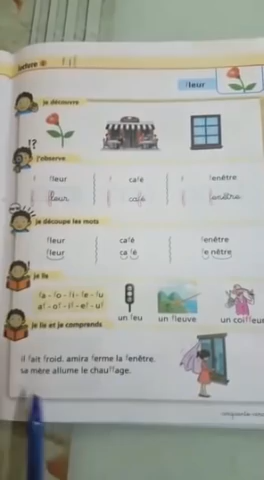 lecture
fleur
je découvre
j'observe
fleur café fenêtre
fleur café fenêtre
je découpe les mots
fleur café fenêtre
fleur ca fé fe nêtre
je lis
fa - fo - fi - fe - fu
af - of - if - ef - uf
un feu un fleuve un coiffeur
je lis et je comprends
il fait froid. amira ferme la fenêtre.
sa mère allume le chauffage.